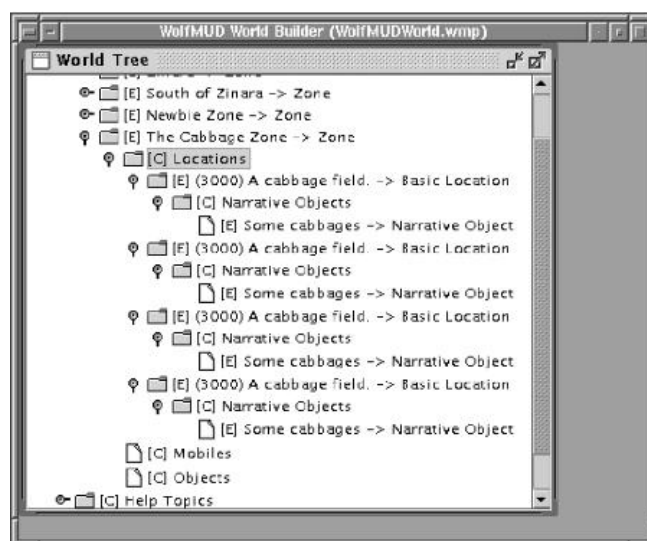 WolfMUD World Builder (WolfMUDWorld.wmp)
World Tree
[E] South of Zinara -> Zone
[E] Newbie Zone -> Zone
[E] The Cabbage Zone -> Zone
[C] Locations
[E] (3000) A cabbage field. -> Basic Location
[C] Narrative Objects
[E] Some cabbages -> Narrative Object
[E] (3000) A cabbage field. -> Basic Location
[C] Narrative Objects
[E] Some cabbages -> Narrative Object
[E] (3000) A cabbage field. -> Basic Location
[C] Narrative Objects
[E] Some cabbages -> Narrative Object
[E] (3000) A cabbage field. -> Basic Location
[C] Narrative Objects
[E] Some cabbages -> Narrative Object
[C] Mobiles
[C] Objects
[C] Help Topics